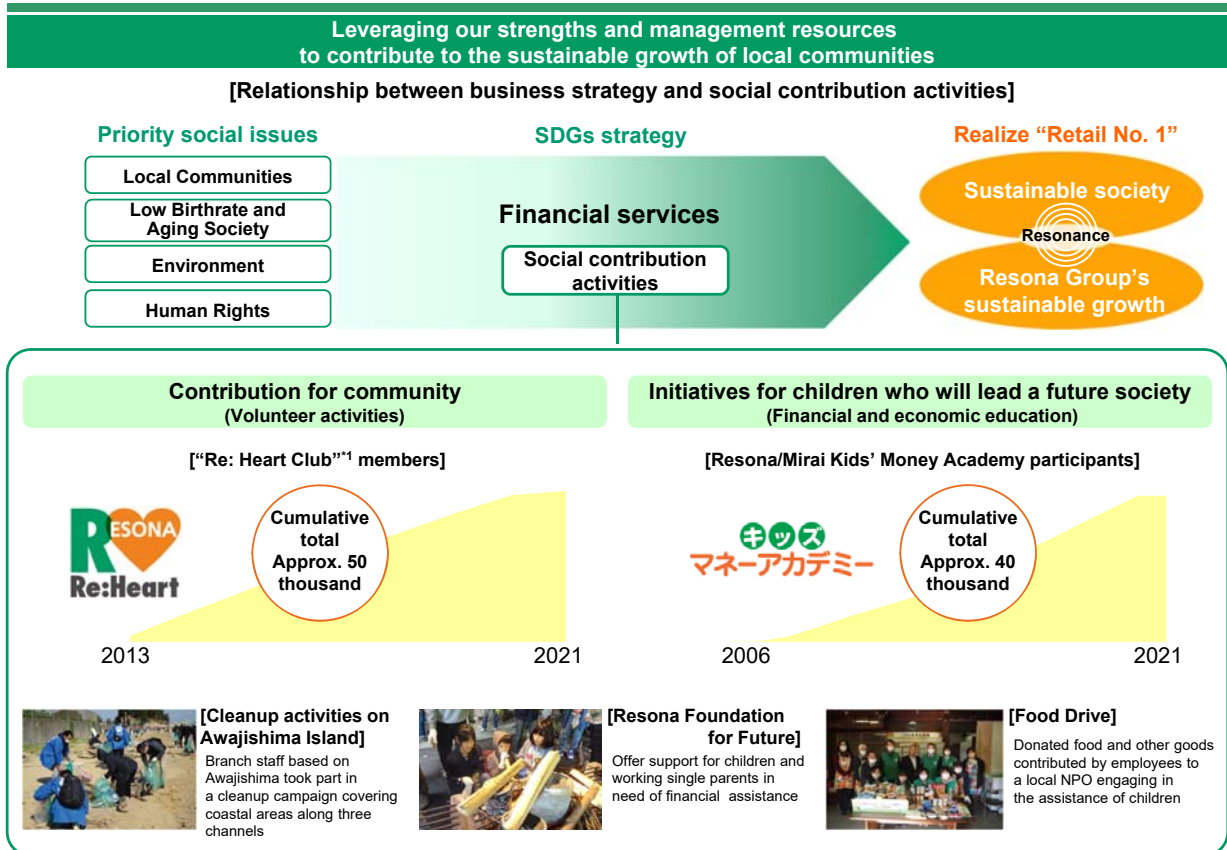 Leveraging our strengths and management resources
to contribute to the sustainable growth of local communities
[Relationship between business strategy and social contribution activities]
Priority social issues
Local Communities
Low Birthrate and
Aging Society
Environment
Human Rights
SDGs strategy
Financial services
Social contribution
activities
Realize “Retail No. 1”
Sustainable society
Resonance
Resona Group’s
sustainable growth
Contribution for community
(Volunteer activities)
[“Re: Heart Club”*1 members]
RESONA
Re:Heart
Cumulative
total
Approx. 50
thousand
2013
2021
Initiatives for children who will lead a future society
(Financial and economic education)
[Resona/Mirai Kids’ Money Academy participants]
キッズ
マネーアカデミー
Cumulative
total
Approx. 40
thousand
2006
2021
[Cleanup activities on
Awajishima Island]
Branch staff based on
Awajishima took part in
a cleanup campaign covering
coastal areas along three
channels
[Resona Foundation
for Future]
Offer support for children and
working single parents in
need of financial assistance
[Food Drive]
Donated food and other goods
contributed by employees to
a local NPO engaging in
the assistance of children